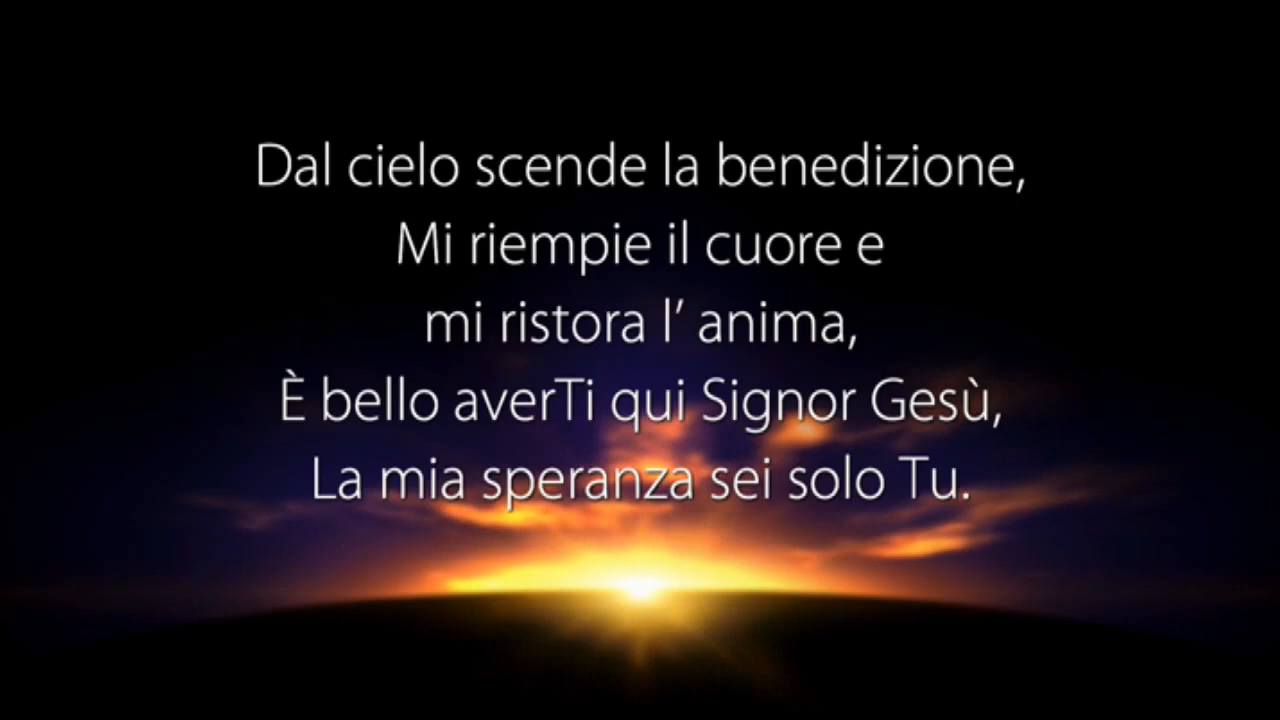 Dal cielo scende la benedizione,
Mi riempie il cuore e
mi ristora l’ anima,
È bello averTi qui Signor Gesù,
La mia speranza sei solo Tu.